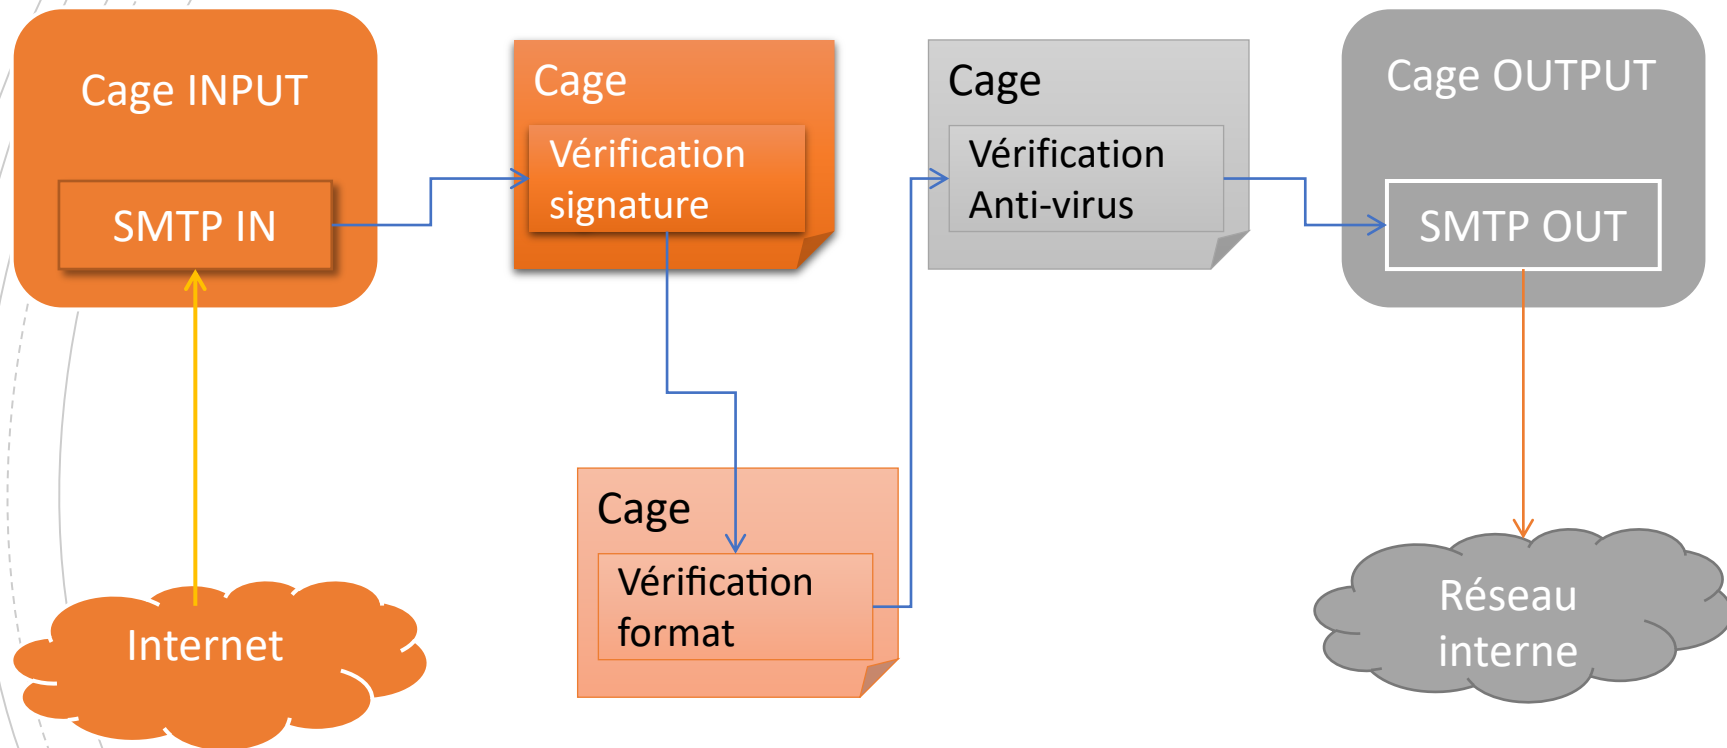 Cage INPUT
SMTP IN
Cage
Vérification
signature
Cage
Vérification
Anti-virus
Cage OUTPUT
SMTP OUT
Cage
Vérification
format
Internet
Réseau
interne